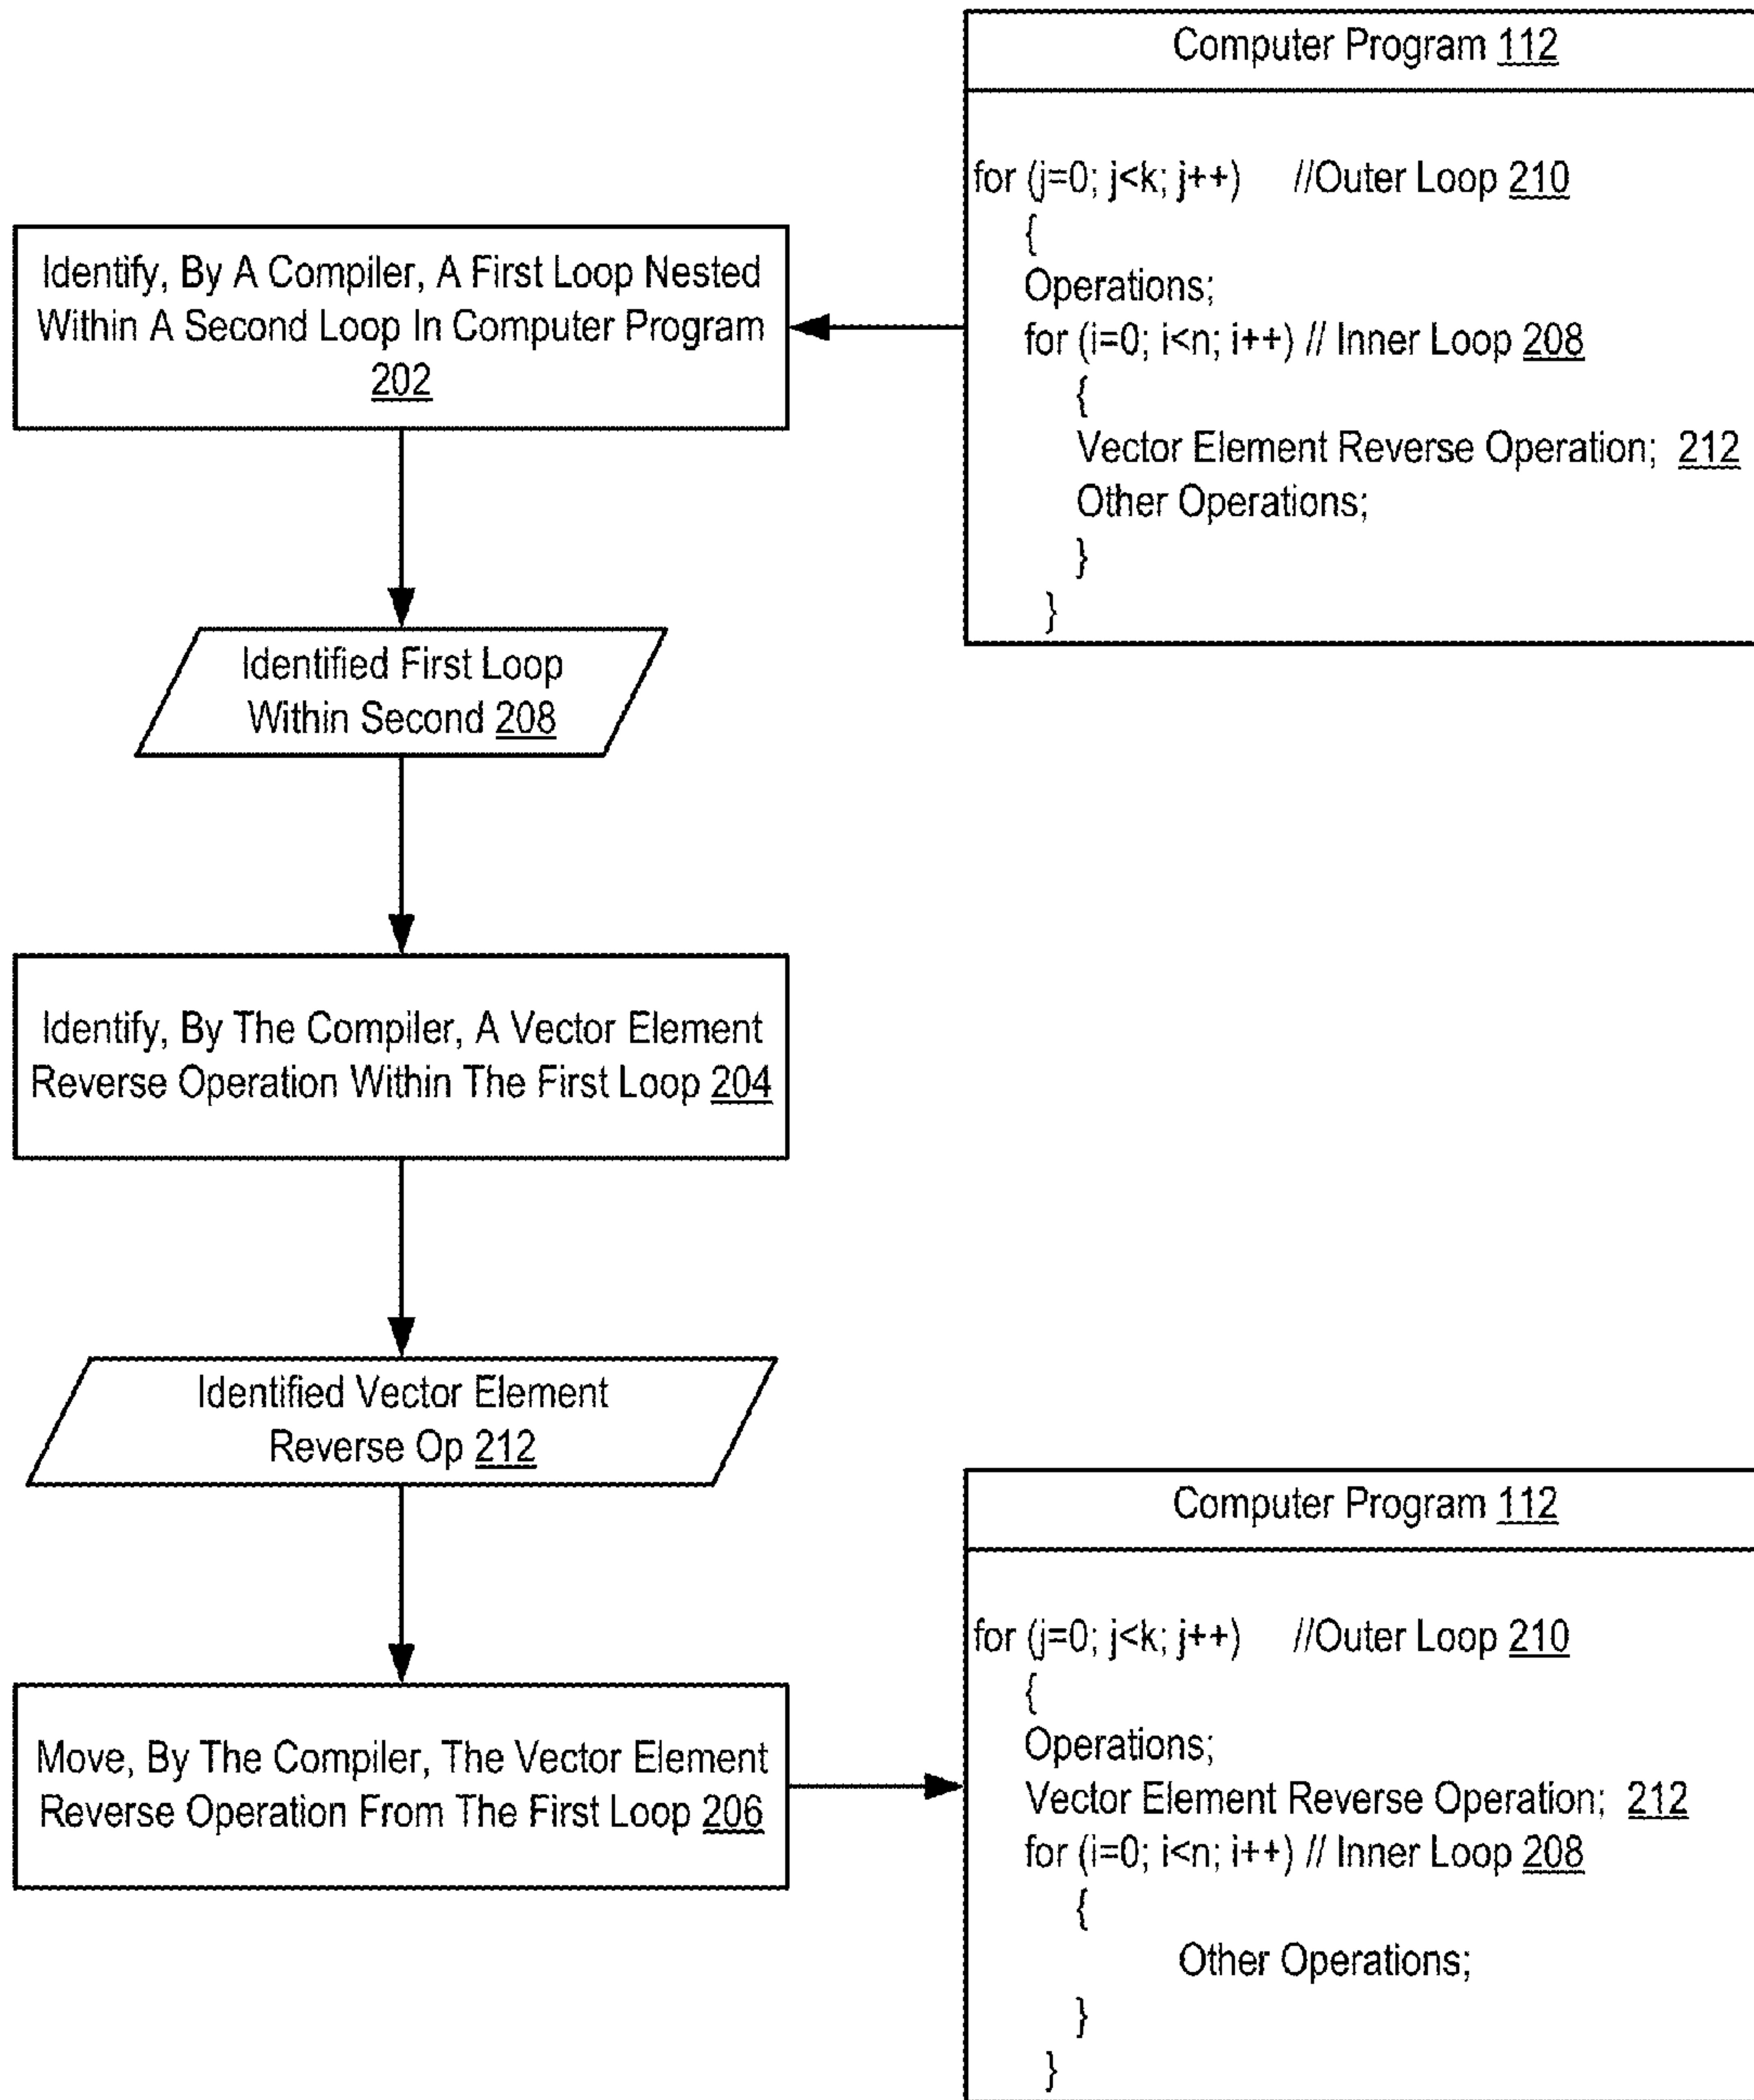 Computer Program 112
for (j=0; j<k; j++) //Outer Loop 210
{
Operations;
for (i=0; i<n; i++) // Inner Loop 208
{
Vector Element Reverse Operation; 212
Other Operations;
}
}
Identify, By A Compiler, A First Loop Nested
Within A Second Loop In Computer Program
202
Identified First Loop
Within Second 208
Identify, By The Compiler, A Vector Element
Reverse Operation Within The First Loop 204
Identified Vector Element
Reverse Op 212
Move, By The Compiler, The Vector Element
Reverse Operation From The First Loop 206
Computer Program 112
for (j=0; j<k; j++) //Outer Loop 210
{
Operations;
Vector Element Reverse Operation; 212
for (i=0; i<n; i++) // Inner Loop 208
{
Other Operations;
}
}